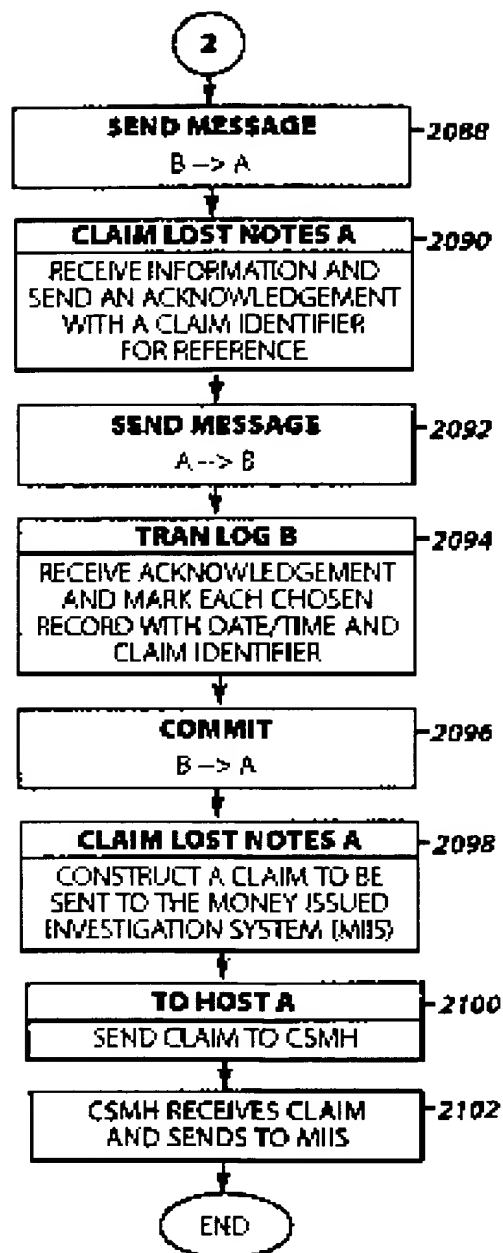 2
SEND MESSAGE
B --> A
2088
CLAIM LOST NOTES A
2090
RECEIVE INFORMATION AND
SEND AN ACKNOWLEDGEMENT
WITH A CLAIM IDENTIFIER
FOR REFERENCE
SEND MESSAGE
2092
A --> B
TRAN LOG B
2094
RECEIVE ACKNOWLEDGEMENT
AND MARK EACH CHOSEN
RECORD WITH DATE/TIME AND
CLAIM IDENTIFIER
COMMIT
2096
B --> A
CLAIM LOST NOTES A
2098
CONSTRUCT A CLAIM TO BE
SENT TO THE MONEY ISSUED
INVESTIGATION SYSTEM (MIIS)
TO HOST A
2100
SEND CLAIM TO CSMH
CSMH RECEIVES CLAIM
2102
AND SENDS TO MIIS
END